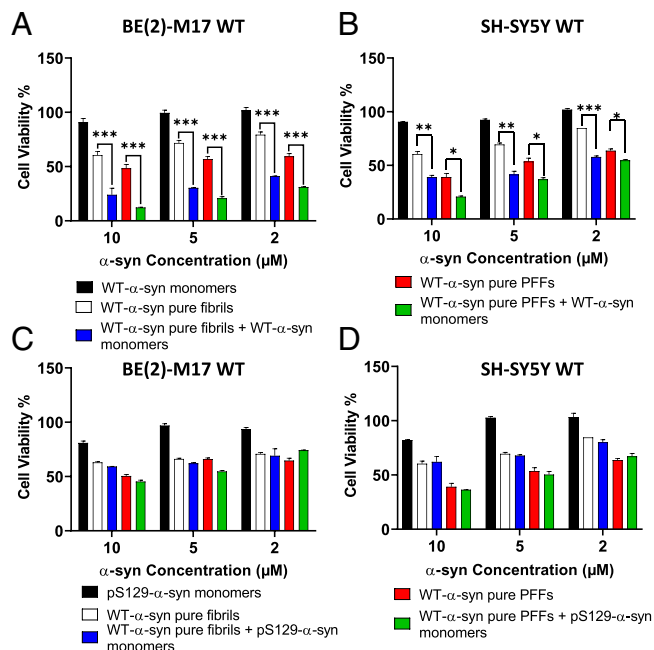 A
BE(2)-M17 WT
150
100
50
0
Cell Viability %
*** *** *** *** *** ***
10 5 2
α-syn Concentration (µM)
WT-α-syn monomers
WT-α-syn pure fibrils
WT-α-syn pure fibrils + WT-α-syn
monomers
B
SH-SY5Y WT
150
100
50
0
Cell Viability %
** * ** * *** *
10 5 2
α-syn Concentration (µM)
WT-α-syn pure PFFs
WT-α-syn pure PFFs + WT-α-syn
monomers
C
BE(2)-M17 WT
150
100
50
0
Cell Viability %
10 5 2
α-syn Concentration (µM)
pS129-α-syn monomers
WT-α-syn pure fibrils
WT-α-syn pure fibrils + pS129-α-syn
monomers
D
SH-SY5Y WT
150
100
50
0
Cell Viability %
10 5 2
α-syn Concentration (µM)
WT-α-syn pure PFFs
WT-α-syn pure PFFs + pS129-α-syn
monomers